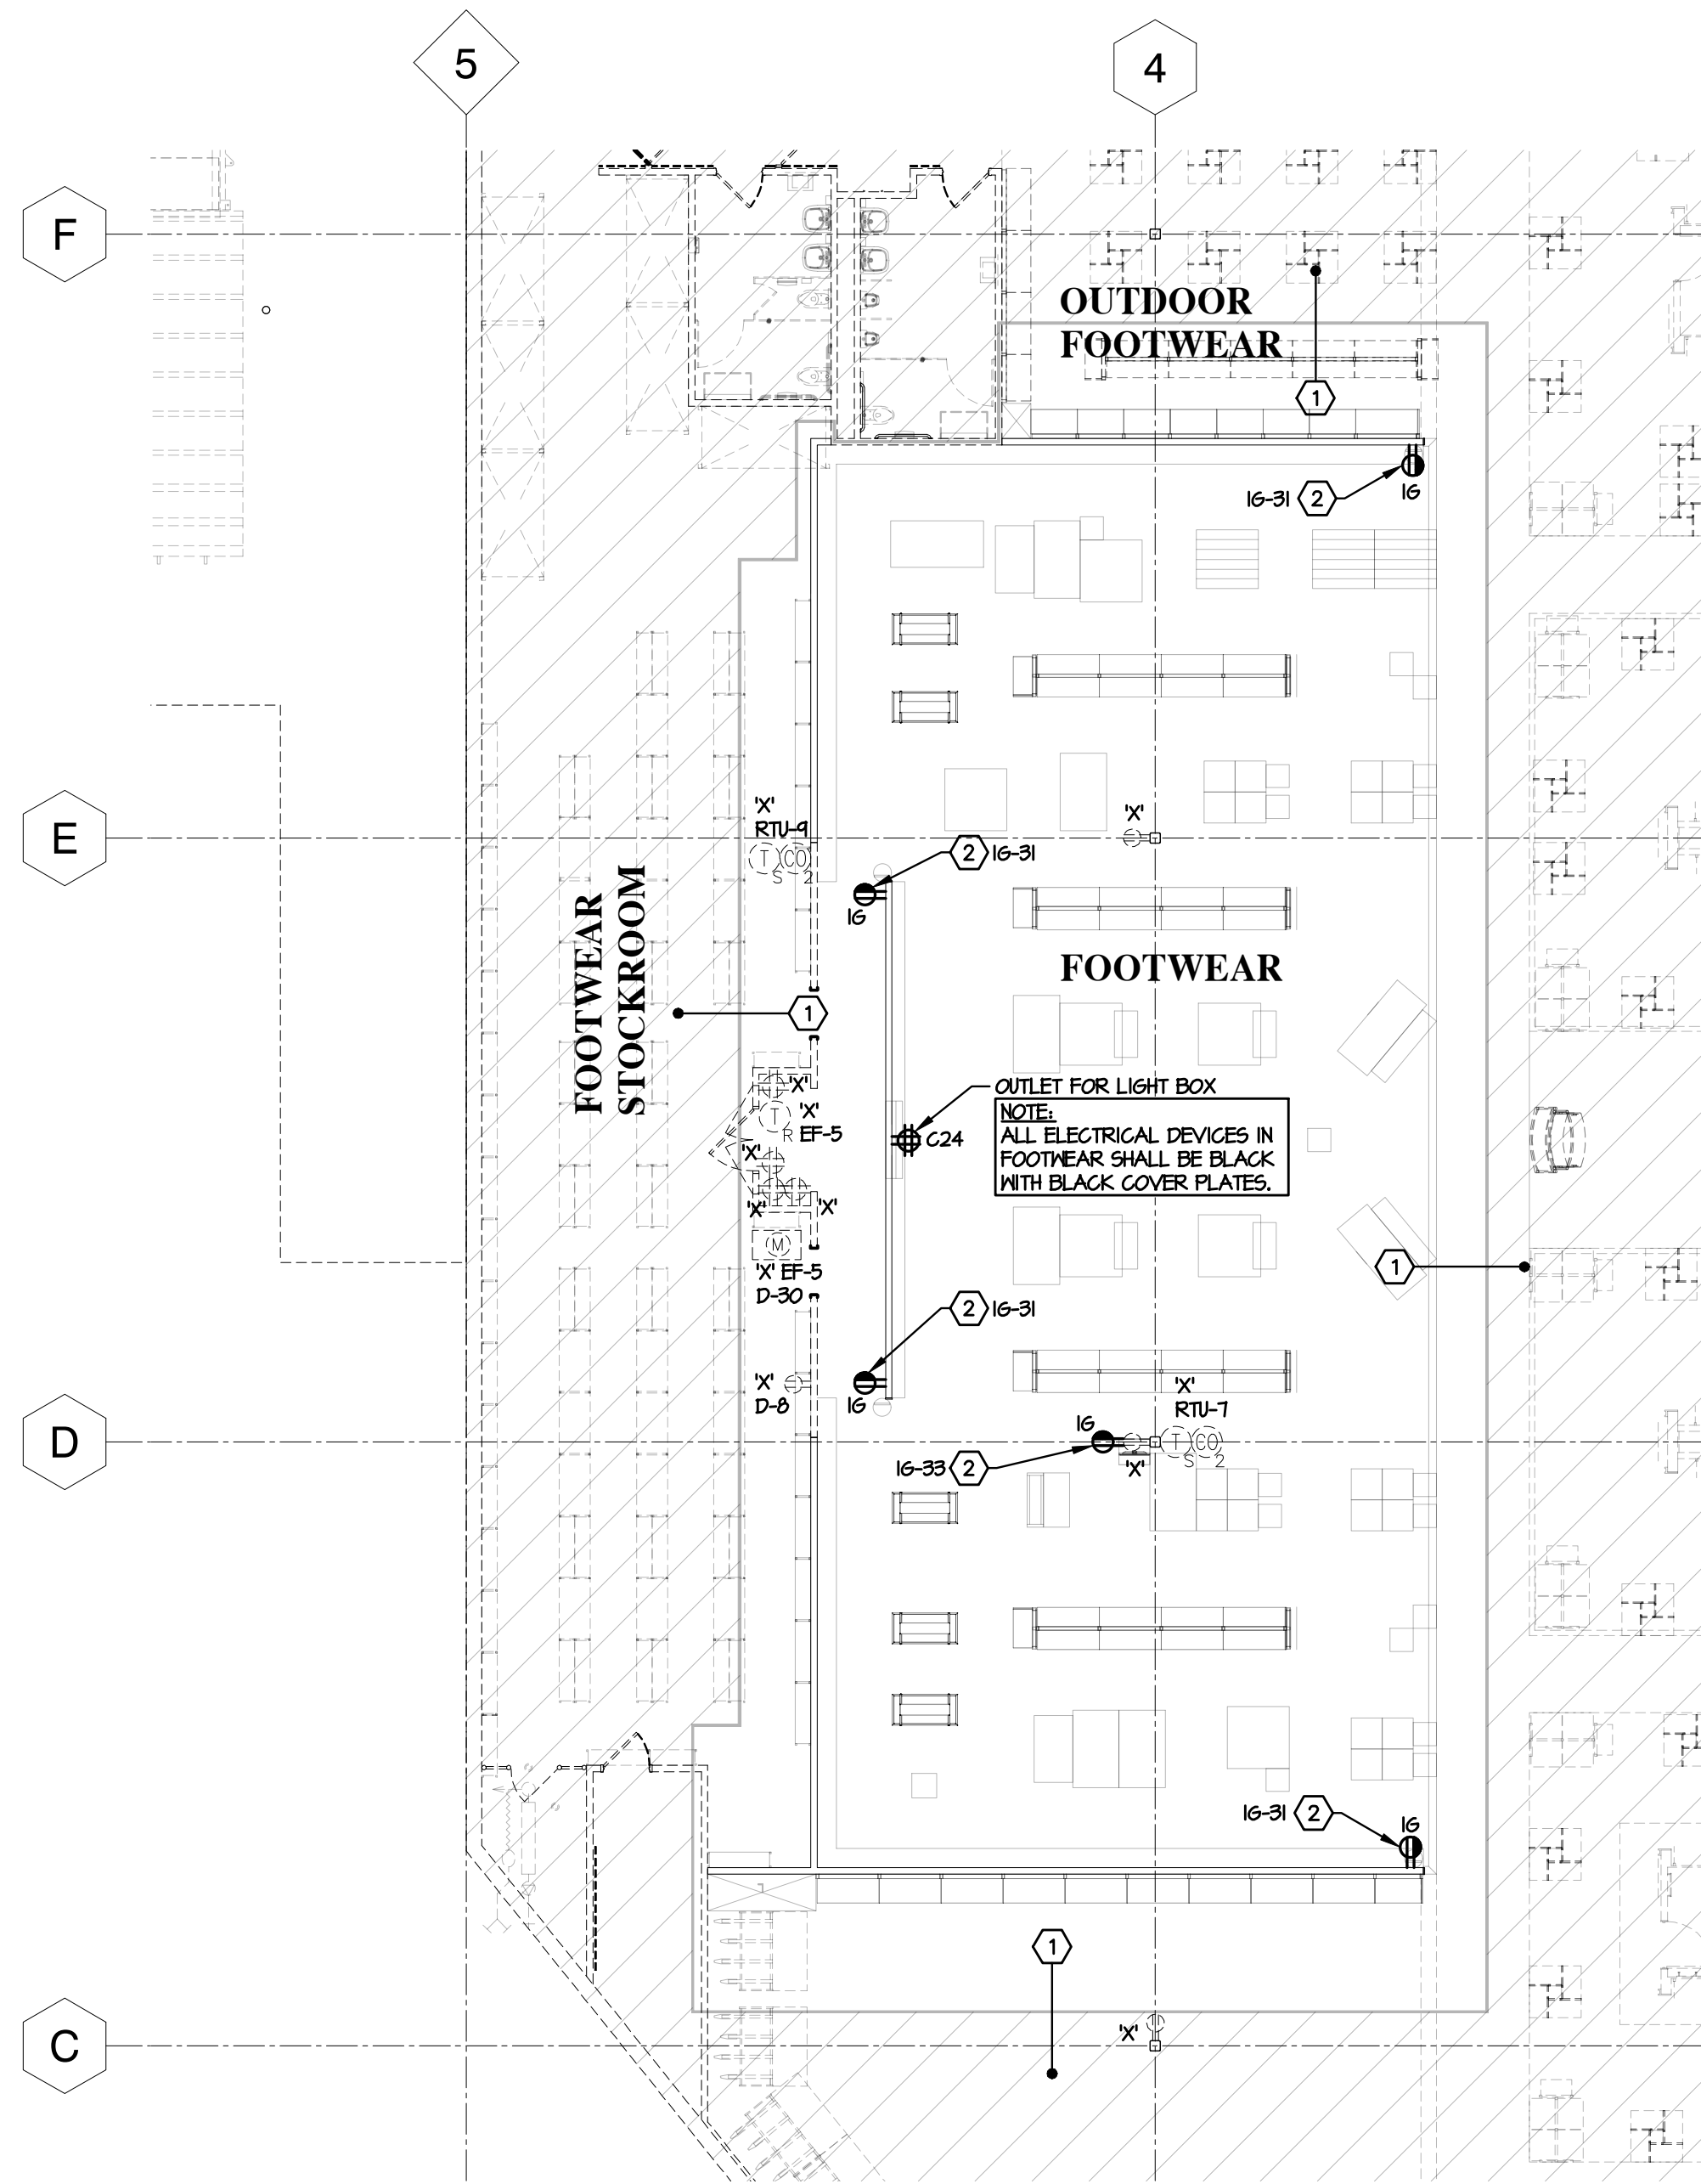 5
4
F
OUTDOOR
FOOTWEAR
1
IG-31
2
IG
'X'
RTU-9
T
CO
S
2
'X'
E
2
IG-31
IG
FOOTWEAR
STOCKROOM
FOOTWEAR
1
OUTLET FOR LIGHT BOX
NOTE:
ALL ELECTRICAL DEVICES IN
FOOTWEAR SHALL BE BLACK
WITH BLACK COVER PLATES.
C24
'X'
T
R
'X'
EF-5
'X'
'X'
'X'
M
'X' EF-5
D-30
1
2
IG-31
'X'
D-8
IG
'X'
RTU-7
IG
D
T
CO
S
2
IG-33
2
'X'
IG-31
2
IG
1
'X'
C